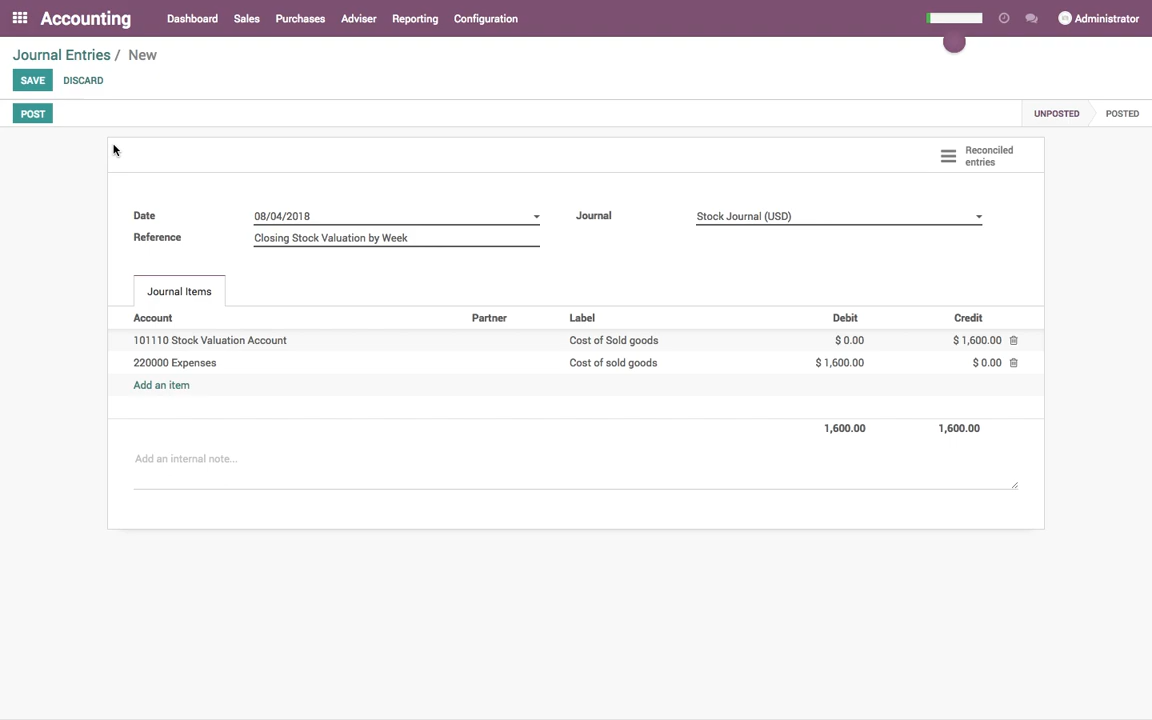 Accounting Dashboard Sales Purchases Adviser Reporting Configuration Administrator
Journal Entries / New
SAVE DISCARD
POST UNPOSTED POSTED
Reconciled
entries
Date 08/04/2018 Journal Stock Journal (USD)
Reference Closing Stock Valuation by Week
Journal Items
Account Partner Label Debit Credit
101110 Stock Valuation Account Cost of Sold goods $ 0.00 $ 1,600.00
220000 Expenses Cost of sold goods $ 1,600.00 $ 0.00
Add an item
1,600.00 1,600.00
Add an internal note...